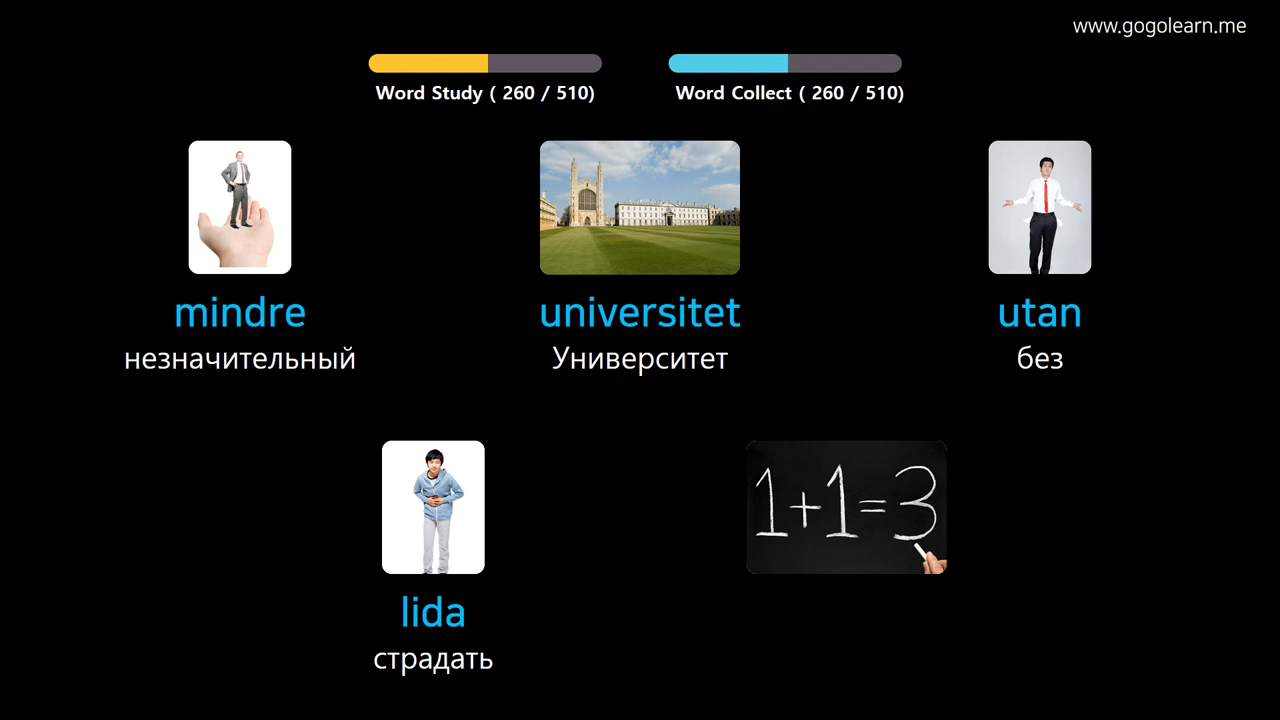 www.gogolearn.me
Word Study ( 260 / 510)
Word Collect ( 260 / 510)
mindre
незначительный
universitet
Университет
utan
без
lida
страдать
1+1=3